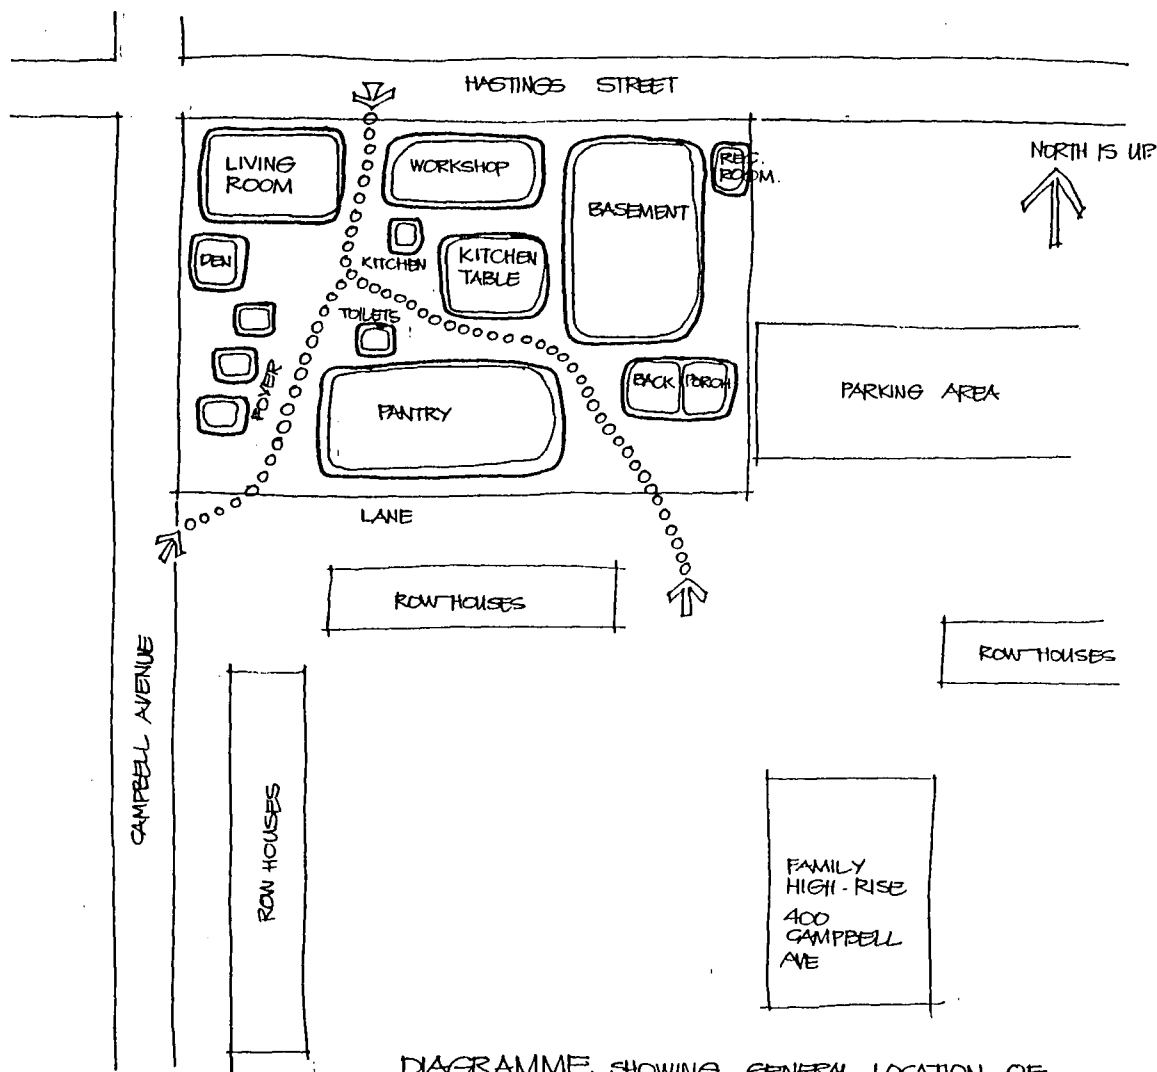 HASTINGS STREET
NORTH IS UP
LIVING
ROOM
WORKSHOP
REC.
ROOM.
BASEMENT
DEN
KITCHEN
KITCHEN
TABLE
TOILETS
FOYER
PANTRY
BACK PORCH
PARKING AREA
LANE
ROW HOUSES
ROW HOUSES
CAMPBELL AVENUE
ROW HOUSES
FAMILY
HIGH-RISE
400
CAMPBELL
AVE
DIAGRAMME SHOWING GENERAL LOCATION OF